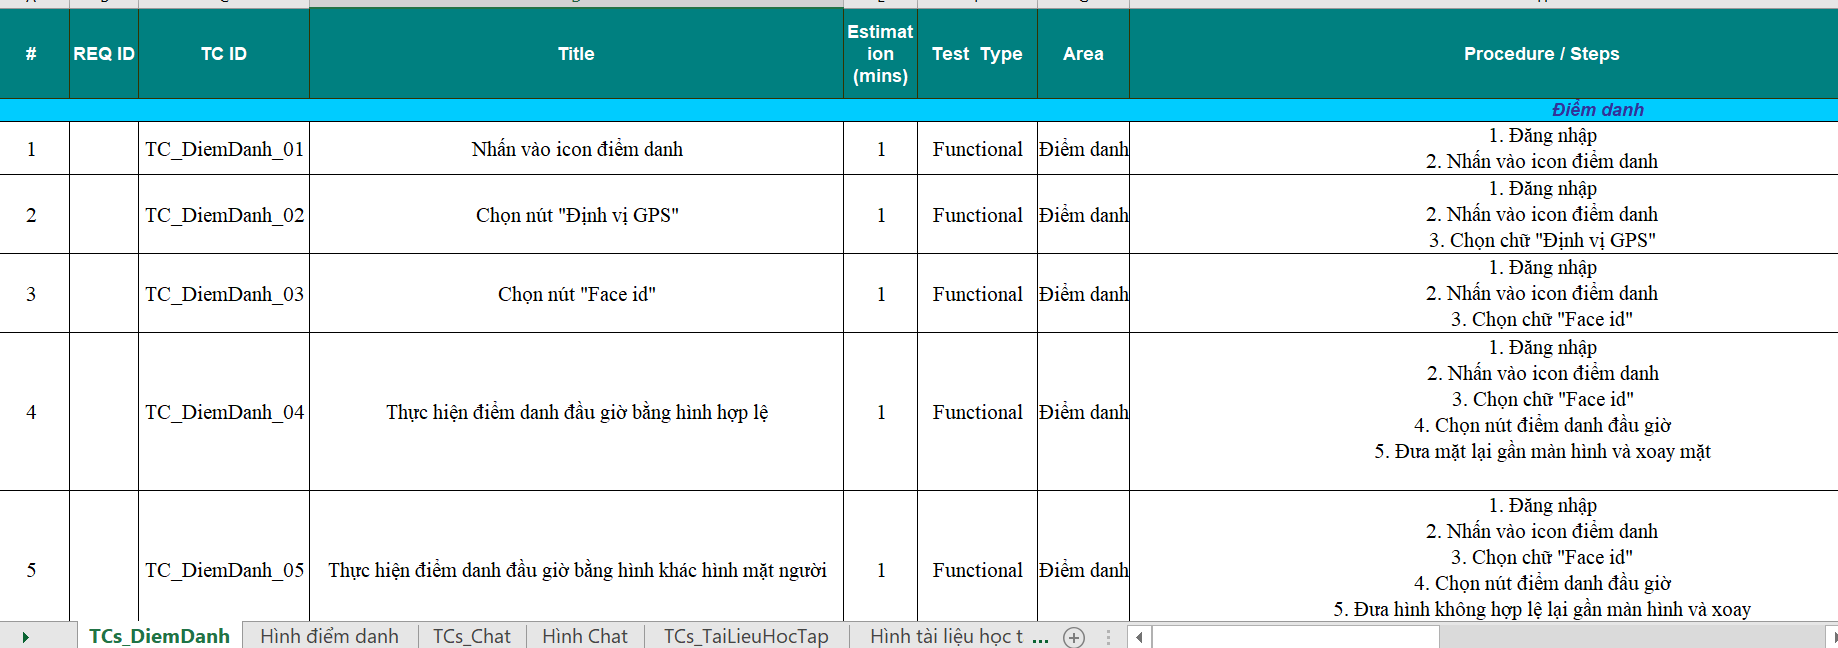 #
REQ ID
TC ID
Title
Estimat
ion
(mins)
Test Type
Area
Procedure / Steps
Điểm danh
1
TC_DiemDanh_01
Nhấn vào icon điểm danh
1
Functional
Điểm danh
1. Đăng nhập
2. Nhấn vào icon điểm danh
2
TC_DiemDanh_02
Chọn nút "Định vị GPS"
1
Functional
Điểm danh
1. Đăng nhập
2. Nhấn vào icon điểm danh
3. Chọn chữ "Định vị GPS"
3
TC_DiemDanh_03
Chọn nút "Face id"
1
Functional
Điểm danh
1. Đăng nhập
2. Nhấn vào icon điểm danh
3. Chọn chữ "Face id"
4
TC_DiemDanh_04
Thực hiện điểm danh đầu giờ bằng hình hợp lệ
1
Functional
Điểm danh
1. Đăng nhập
2. Nhấn vào icon điểm danh
3. Chọn chữ "Face id"
4. Chọn nút điểm danh đầu giờ
5. Đưa mặt lại gần màn hình và xoay mặt
5
TC_DiemDanh_05
Thực hiện điểm danh đầu giờ bằng hình khác hình mặt người
1
Functional
Điểm danh
1. Đăng nhập
2. Nhấn vào icon điểm danh
3. Chọn chữ "Face id"
4. Chọn nút điểm danh đầu giờ
5. Đưa hình không hợp lệ lại gần màn hình và xoay
TCs_DiemDanh
Hình điểm danh
TCs_Chat
Hình Chat
TCs_TaiLieuHocTap
Hình tài liệu học t ...